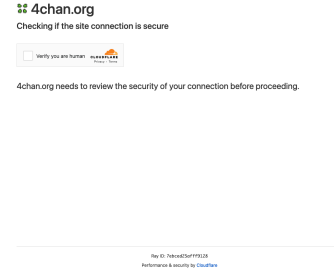 4chan.org
Checking if the site connection is secure
Verify you are human
CLOUDFLARE
Privacy · Terms
4chan.org needs to review the security of your connection before proceeding.
Ray ID: 7abced25efff9128
Performance & security by Cloudflare